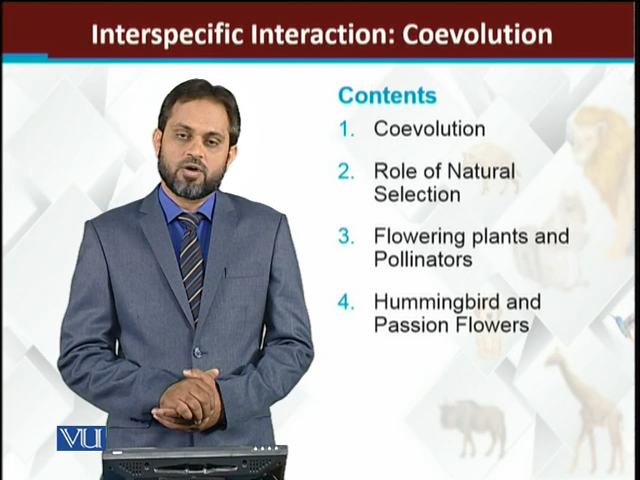 Interspecific Interaction: Coevolution
Contents
1. Coevolution
2. Role of Natural
Selection
3. Flowering plants and
Pollinators
4. Hummingbird and
Passion Flowers
VU